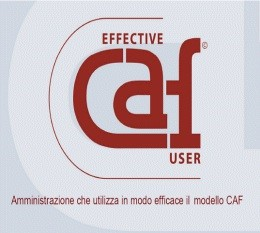 EFFECTIVE
Caf©
USER
Amministrazione che utilizza in modo efficace il modello CAF